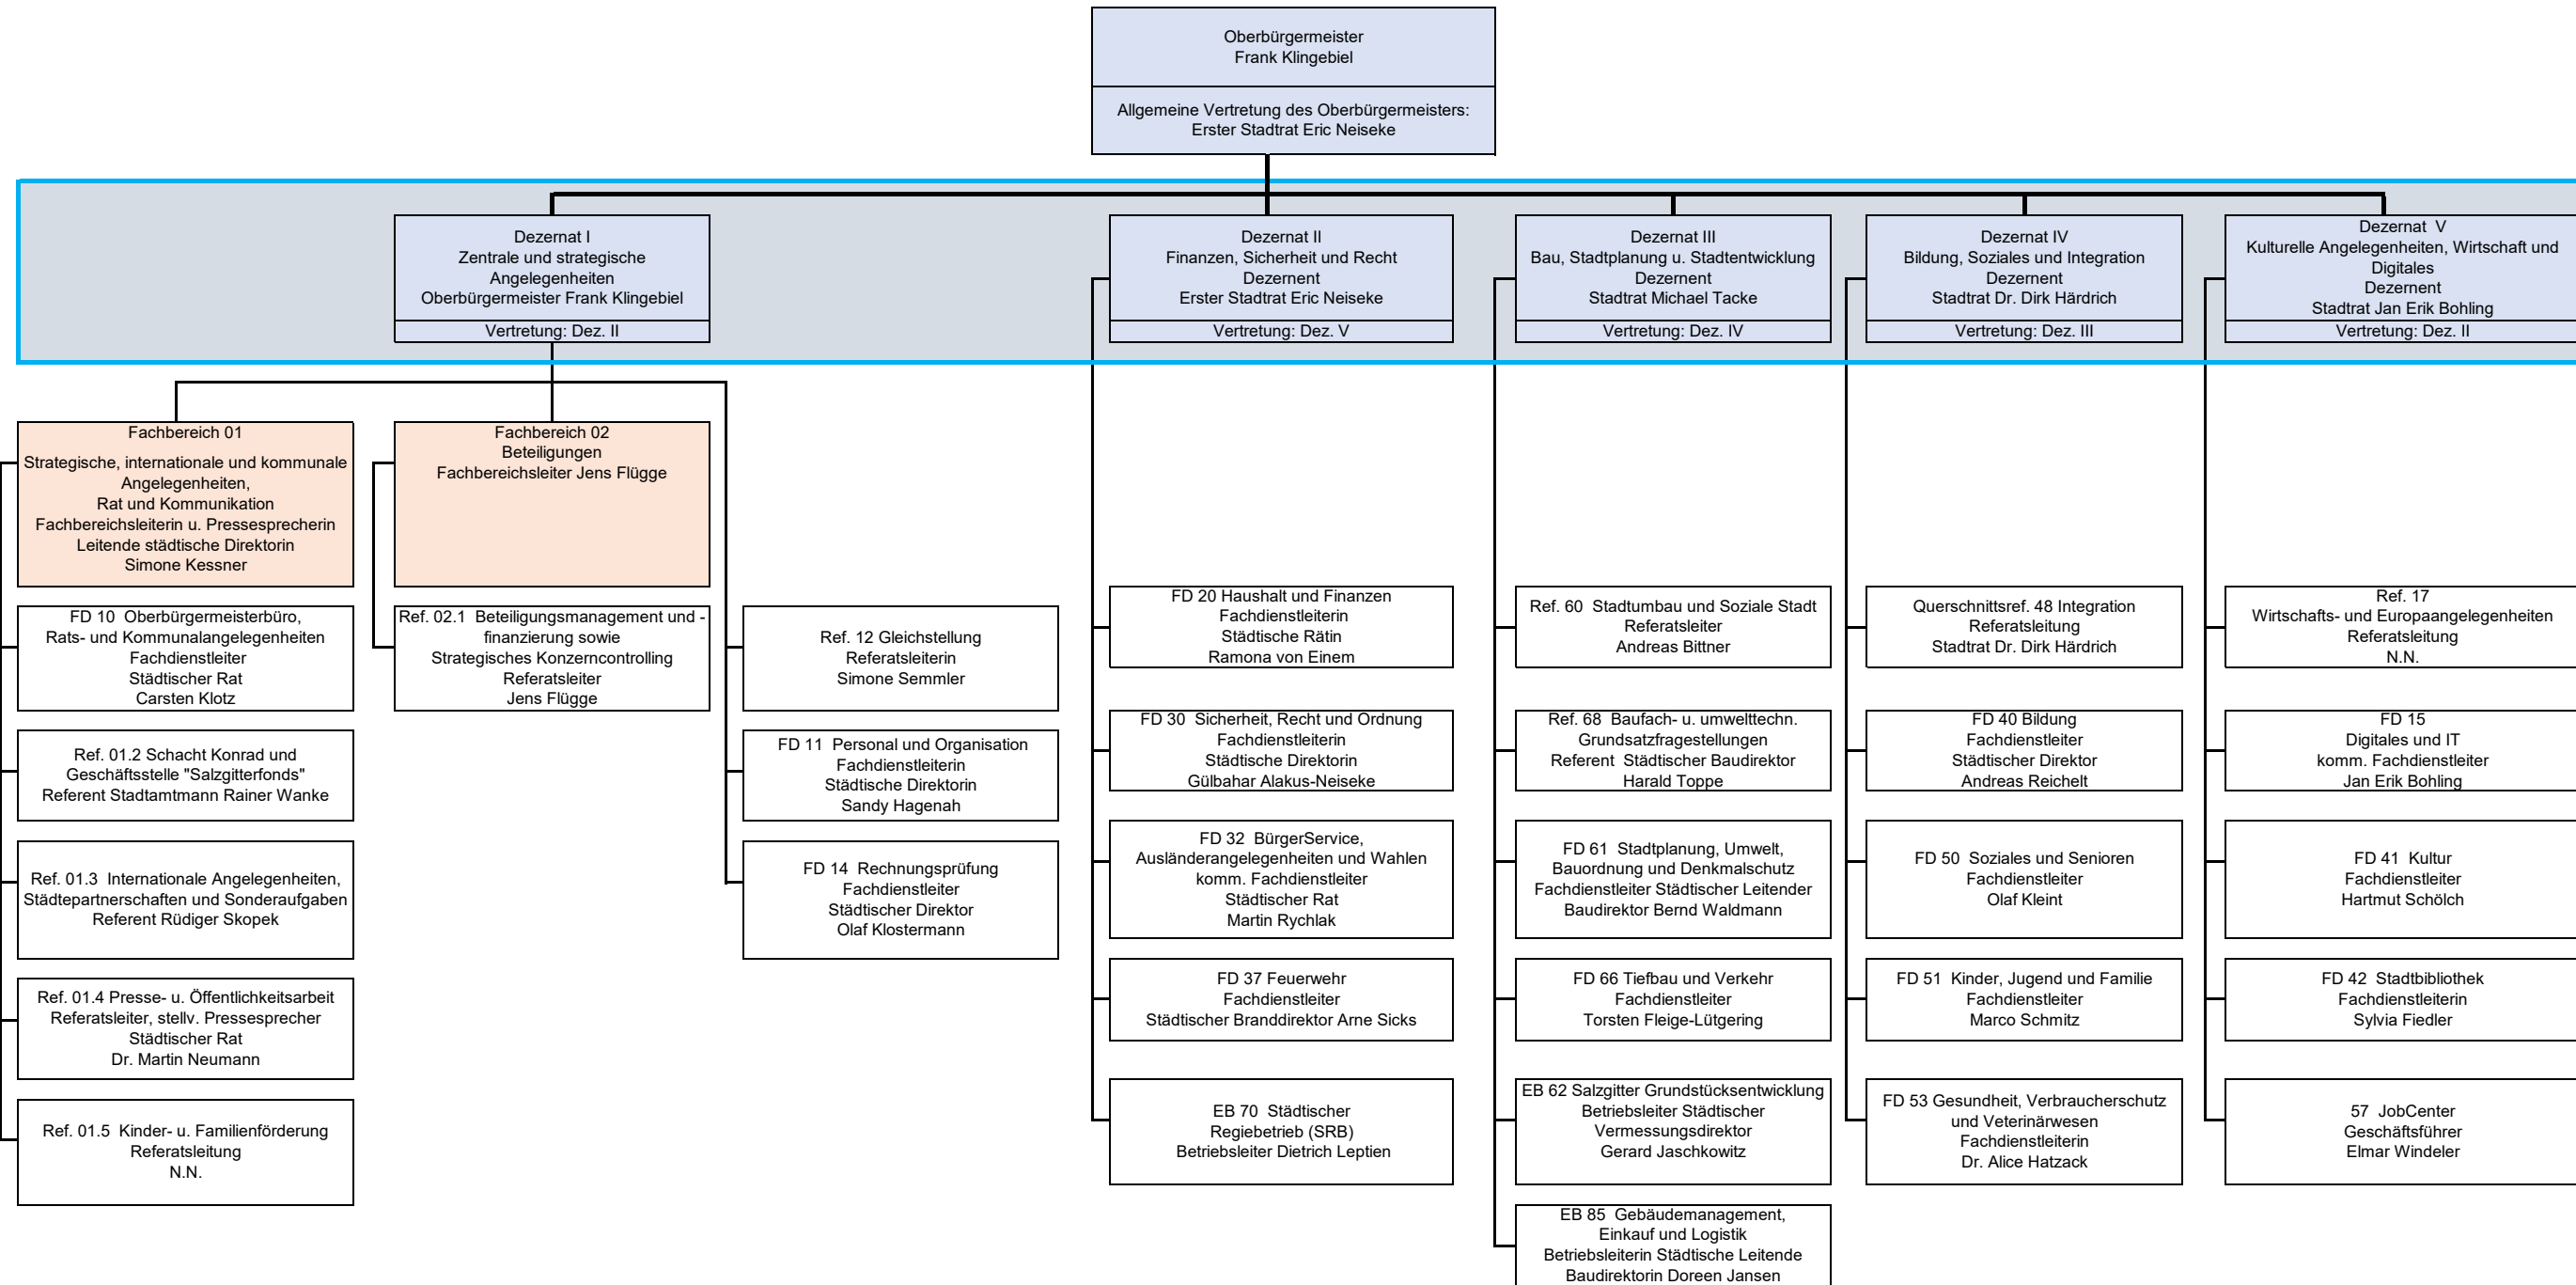 Oberbürgermeister
Frank Klingebiel
Allgemeine Vertretung des Oberbürgermeisters:
Erster Stadtrat Eric Neiseke
Dezernat I
Zentrale und strategische
Angelegenheiten
Oberbürgermeister Frank Klingebiel
Vertretung: Dez. II
Dezernat II
Finanzen, Sicherheit und Recht
Dezernent
Erster Stadtrat Eric Neiseke
Vertretung: Dez. V
Dezernat III
Bau, Stadtplanung u. Stadtentwicklung
Dezernent
Stadtrat Michael Tacke
Vertretung: Dez. IV
Dezernat IV
Bildung, Soziales und Integration
Dezernent
Stadtrat Dr. Dirk Härdrich
Vertretung: Dez. III
Dezernat V
Kulturelle Angelegenheiten, Wirtschaft und
Digitales
Dezernent
Stadtrat Jan Erik Bohling
Vertretung: Dez. II
Fachbereich 01
Strategische, internationale und kommunale
Angelegenheiten,
Rat und Kommunikation
Fachbereichsleiterin u. Pressesprecherin
Leitende städtische Direktorin
Simone Kessner
FD 10 Oberbürgermeisterbüro,
Rats- und Kommunalangelegenheiten
Fachdienstleiter
Städtischer Rat
Carsten Klotz
Ref. 01.2 Schacht Konrad und
Geschäftsstelle "Salzgitterfonds"
Referent Stadtamtmann Rainer Wanke
Ref. 01.3 Internationale Angelegenheiten,
Städtepartnerschaften und Sonderaufgaben
Referent Rüdiger Skopek
Ref. 01.4 Presse- u. Öffentlichkeitsarbeit
Referatsleiter, stellv. Pressesprecher
Städtischer Rat
Dr. Martin Neumann
Ref. 01.5 Kinder- u. Familienförderung
Referatsleitung
N.N.
Fachbereich 02
Beteiligungen
Fachbereichsleiter Jens Flügge
Ref. 02.1 Beteiligungsmanagement und -
finanzierung sowie
Strategisches Konzerncontrolling
Referatsleiter
Jens Flügge
Ref. 12 Gleichstellung
Referatsleiterin
Simone Semmler
FD 11 Personal und Organisation
Fachdienstleiterin
Städtische Direktorin
Sandy Hagenah
FD 14 Rechnungsprüfung
Fachdienstleiter
Städtischer Direktor
Olaf Klostermann
FD 20 Haushalt und Finanzen
Fachdienstleiterin
Städtische Rätin
Ramona von Einem
FD 30 Sicherheit, Recht und Ordnung
Fachdienstleiterin
Städtische Direktorin
Gülbahar Alakus-Neiseke
FD 32 BürgerService,
Ausländerangelegenheiten und Wahlen
komm. Fachdienstleiter
Städtischer Rat
Martin Rychlak
FD 37 Feuerwehr
Fachdienstleiter
Städtischer Branddirektor Arne Sicks
EB 70 Städtischer
Regiebetrieb (SRB)
Betriebsleiter Dietrich Leptien
Ref. 60 Stadtumbau und Soziale Stadt
Referatsleiter
Andreas Bittner
Ref. 68 Baufach- u. umwelttechn.
Grundsatzfragestellungen
Referent Städtischer Baudirektor
Harald Toppe
FD 61 Stadtplanung, Umwelt,
Bauordnung und Denkmalschutz
Fachdienstleiter Städtischer Leitender
Baudirektor Bernd Waldmann
FD 66 Tiefbau und Verkehr
Fachdienstleiter
Torsten Fleige-Lütgering
EB 62 Salzgitter Grundstücksentwicklung
Betriebsleiter Städtischer
Vermessungsdirektor
Gerard Jaschkowitz
EB 85 Gebäudemanagement,
Einkauf und Logistik
Betriebsleiterin Städtische Leitende
Baudirektorin Doreen Jansen
Querschnittsref. 48 Integration
Referatsleitung
Stadtrat Dr. Dirk Härdrich
FD 40 Bildung
Fachdienstleiter
Städtischer Direktor
Andreas Reichelt
FD 50 Soziales und Senioren
Fachdienstleiter
Olaf Kleint
FD 51 Kinder, Jugend und Familie
Fachdienstleiter
Marco Schmitz
FD 53 Gesundheit, Verbraucherschutz
und Veterinärwesen
Fachdienstleiterin
Dr. Alice Hatzack
Ref. 17
Wirtschafts- und Europaangelegenheiten
Referatsleitung
N.N.
FD 15
Digitales und IT
komm. Fachdienstleiter
Jan Erik Bohling
FD 41 Kultur
Fachdienstleiter
Hartmut Schölch
FD 42 Stadtbibliothek
Fachdienstleiterin
Sylvia Fiedler
57 JobCenter
Geschäftsführer
Elmar Windeler